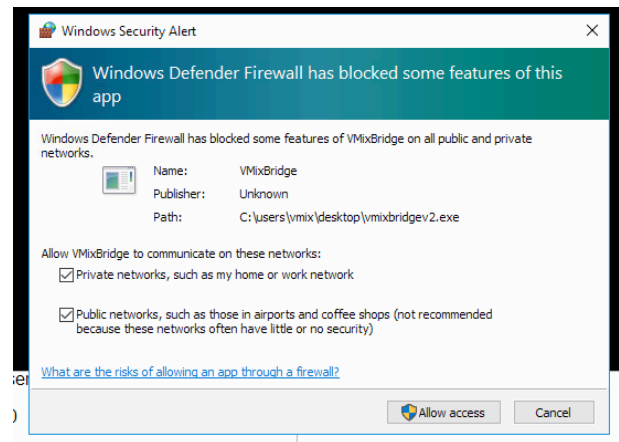 Windows Security Alert
Windows Defender Firewall has blocked some features of this
app
Windows Defender Firewall has blocked some features of VMixBridge on all public and private
networks.
Name: VMixBridge
Publisher: Unknown
Path: C:\users\vmix\desktop\vmixbridgev2.exe
Allow VMixBridge to communicate on these networks:
Private networks, such as my home or work network
Public networks, such as those in airports and coffee shops (not recommended
because these networks often have little or no security)
What are the risks of allowing an app through a firewall?
Allow access Cancel